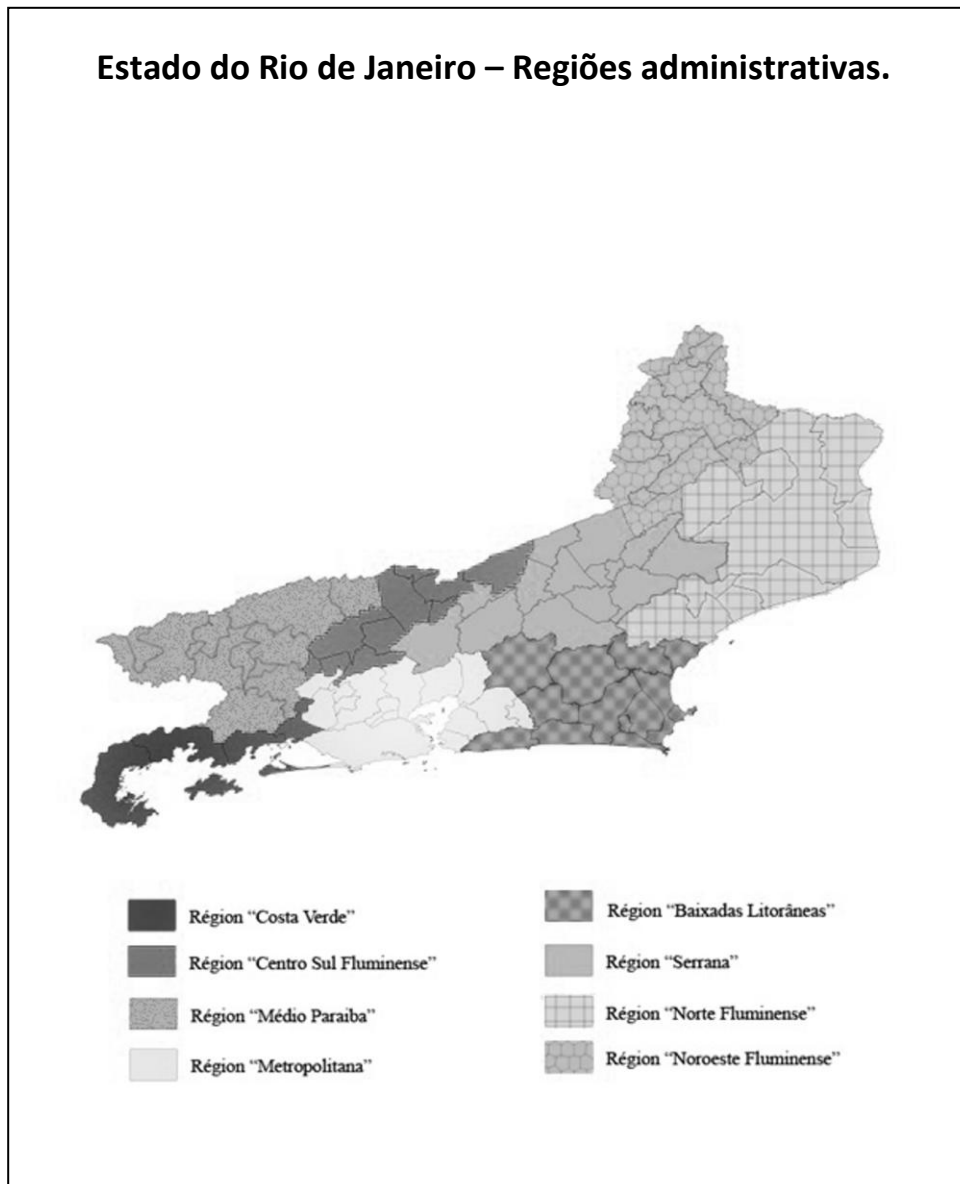 Estado do Rio de Janeiro – Regiões administrativas.
Région “Costa Verde”
Région “Centro Sul Fluminense”
Région “Médio Paraiba”
Région “Metropolitana”
Région “Baixadas Litorâneas”
Région “Serrana”
Région “Norte Fluminense”
Région “Noroeste Fluminense”